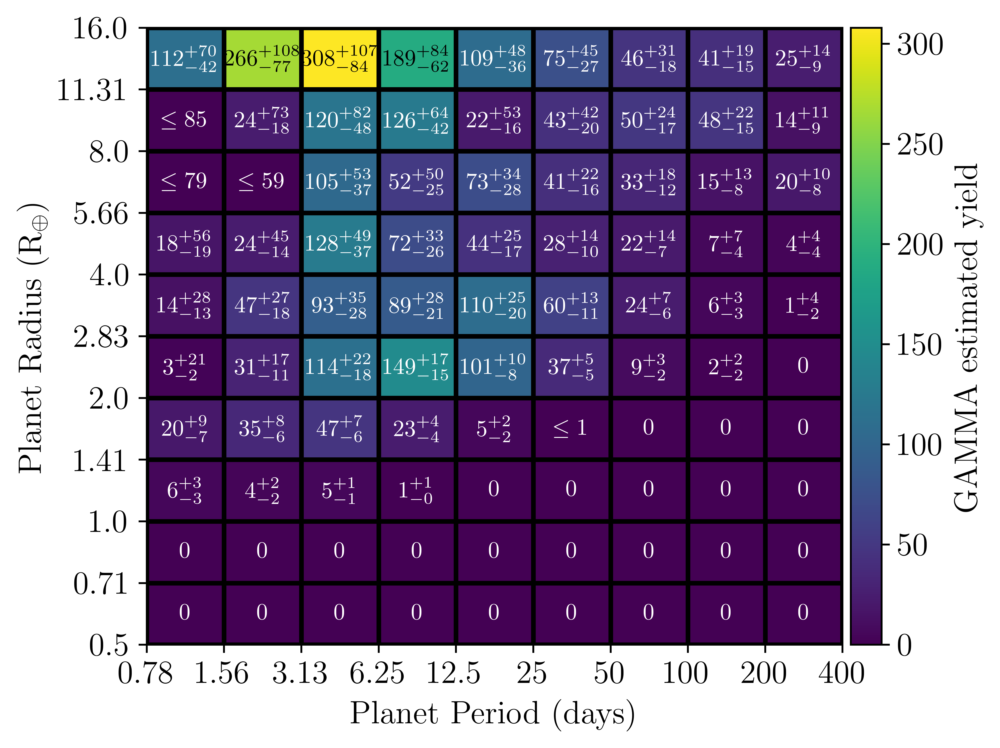 16.0
112^{+70}_{-42} 266^{+108}_{-77} 308^{+107}_{-84} 189^{+84}_{-62} 109^{+48}_{-36} 75^{+45}_{-27} 46^{+31}_{-18} 41^{+19}_{-15} 25^{+14}_{-9}
11.31
≤ 85 24^{+73}_{-18} 120^{+82}_{-48} 126^{+64}_{-42} 22^{+53}_{-16} 43^{+42}_{-20} 50^{+24}_{-17} 48^{+22}_{-15} 14^{+11}_{-9}
8.0
≤ 79 ≤ 59 105^{+53}_{-37} 52^{+50}_{-25} 73^{+34}_{-28} 41^{+22}_{-16} 33^{+18}_{-12} 15^{+13}_{-8} 20^{+10}_{-8}
5.66
18^{+56}_{-19} 24^{+45}_{-14} 128^{+49}_{-37} 72^{+33}_{-26} 44^{+25}_{-17} 28^{+14}_{-10} 22^{+14}_{-7} 7^{+7}_{-4} 4^{+4}_{-4}
4.0
14^{+28}_{-13} 47^{+27}_{-18} 93^{+35}_{-28} 89^{+28}_{-21} 110^{+25}_{-20} 60^{+13}_{-11} 24^{+7}_{-6} 6^{+3}_{-3} 1^{+4}_{-2}
2.83
3^{+21}_{-2} 31^{+17}_{-11} 114^{+22}_{-18} 149^{+17}_{-15} 101^{+10}_{-8} 37^{+5}_{-5} 9^{+3}_{-2} 2^{+2}_{-2} 0
2.0
20^{+9}_{-7} 35^{+8}_{-6} 47^{+7}_{-6} 23^{+4}_{-4} 5^{+2}_{-2} ≤ 1 0 0 0
1.41
6^{+3}_{-3} 4^{+2}_{-2} 5^{+1}_{-1} 1^{+1}_{-0} 0 0 0 0 0
1.0
0 0 0 0 0 0 0 0 0
0.71
0 0 0 0 0 0 0 0 0
0.5
0.78 1.56 3.13 6.25 12.5 25 50 100 200 400
Planet Period (days)
Planet Radius (R⊕)
300
250
200
150
100
50
0
GAMMA estimated yield